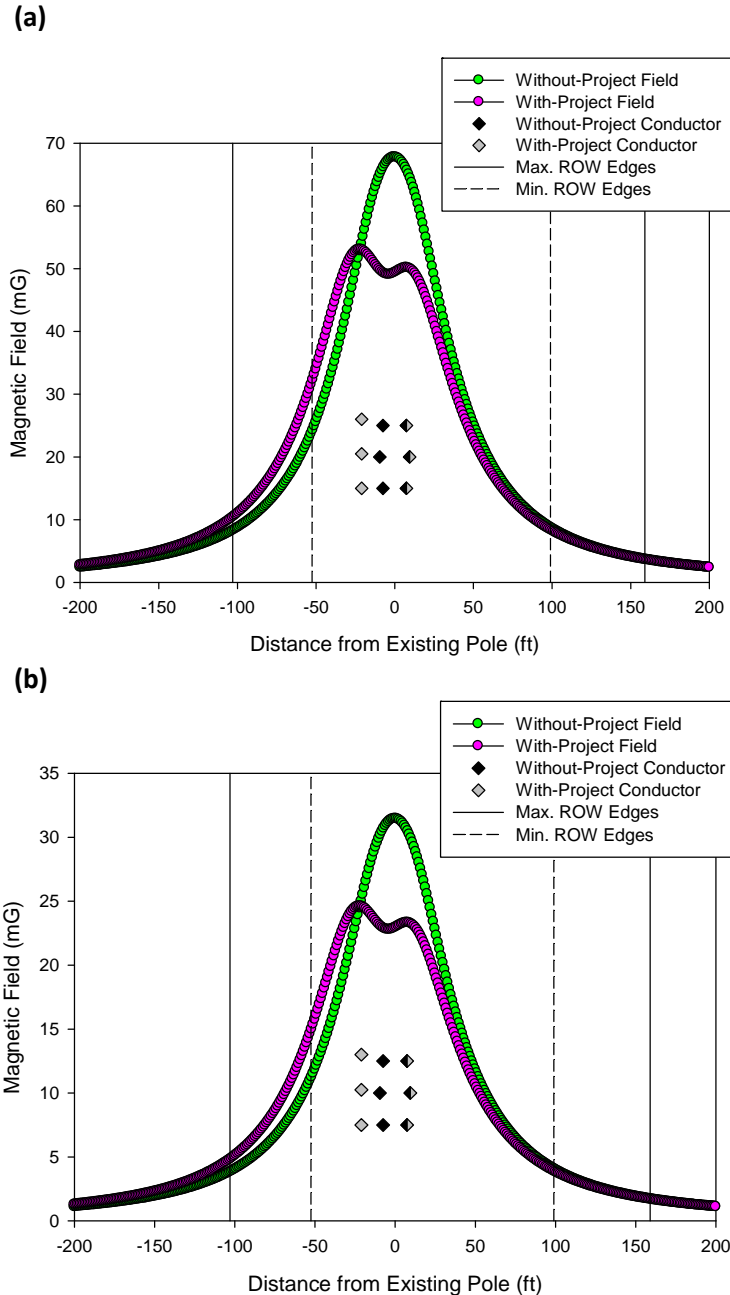 (a)
Without-Project Field
With-Project Field
Without-Project Conductor
With-Project Conductor
Max. ROW Edges
Min. ROW Edges
70
60
50
40
30
20
10
0
Magnetic Field (mG)
-200 -150 -100 -50 0 50 100 150 200
Distance from Existing Pole (ft)
(b)
Without-Project Field
With-Project Field
Without-Project Conductor
With-Project Conductor
Max. ROW Edges
Min. ROW Edges
35
30
25
20
15
10
5
0
Magnetic Field (mG)
-200 -150 -100 -50 0 50 100 150 200
Distance from Existing Pole (ft)